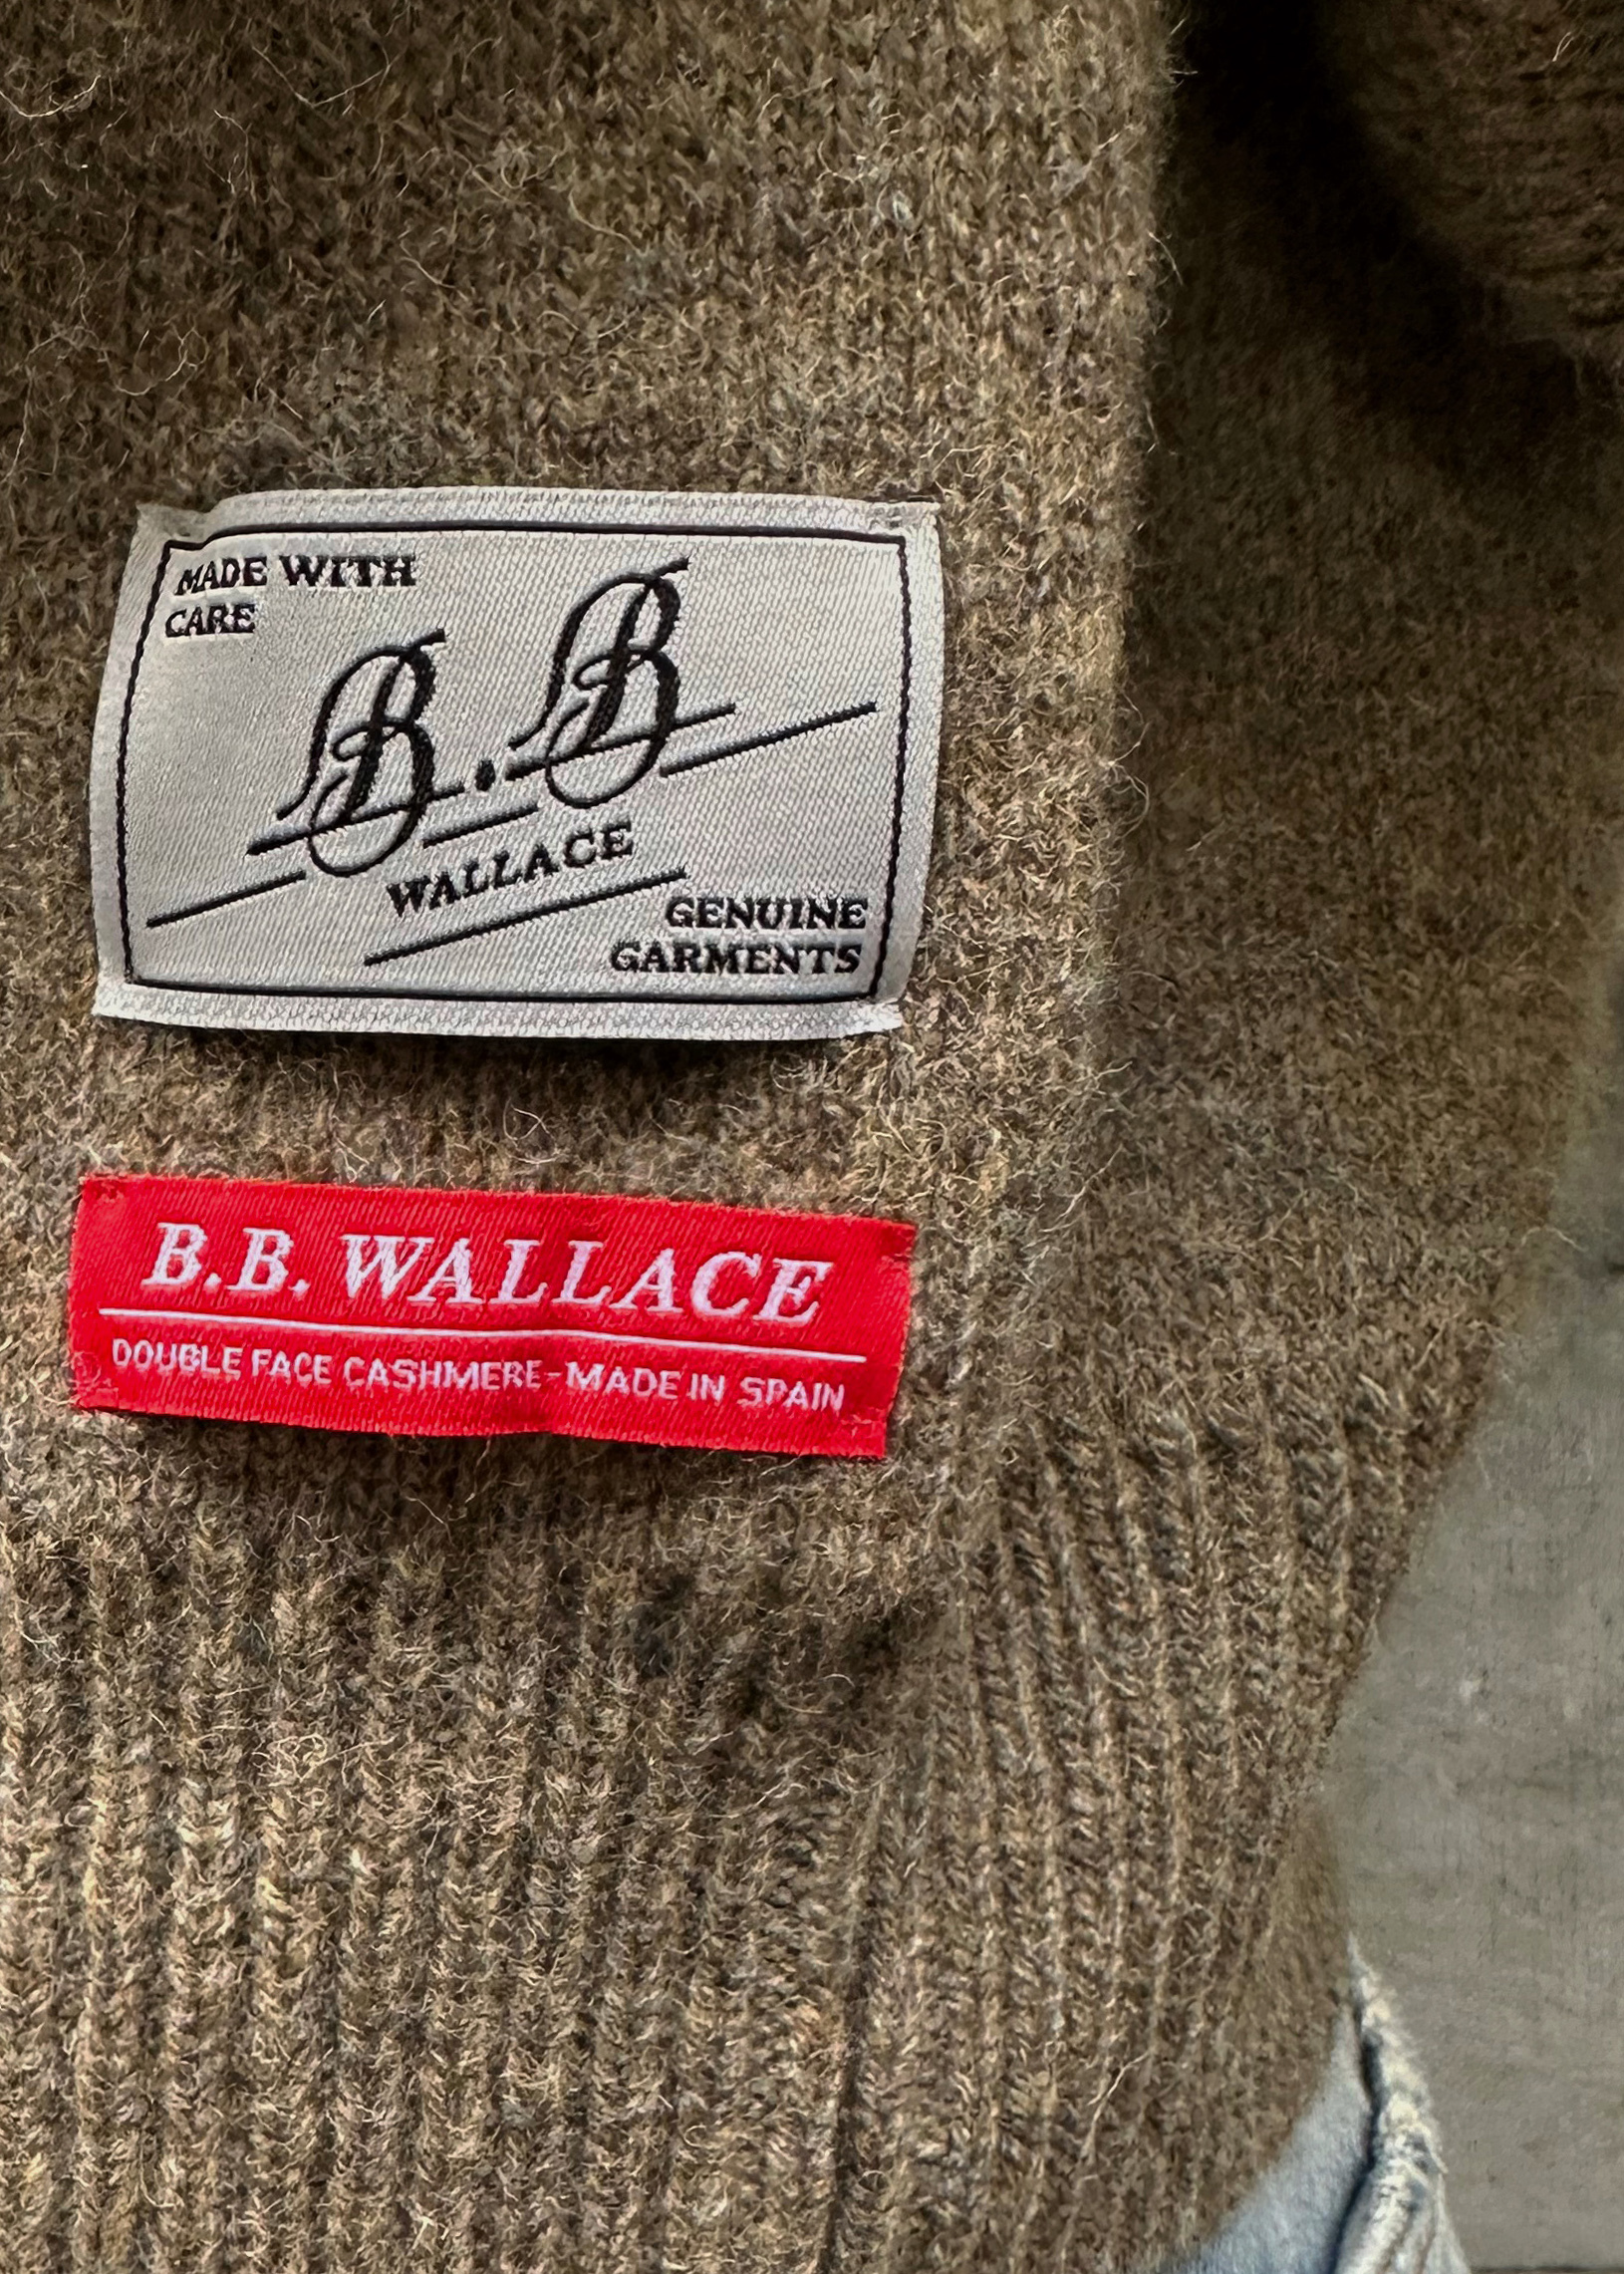 MADE WITH
CARE
B.B
WALLACE
GENUINE
GARMENTS
B.B. WALLACE
DOUBLE FACE CASHMERE - MADE IN SPAIN